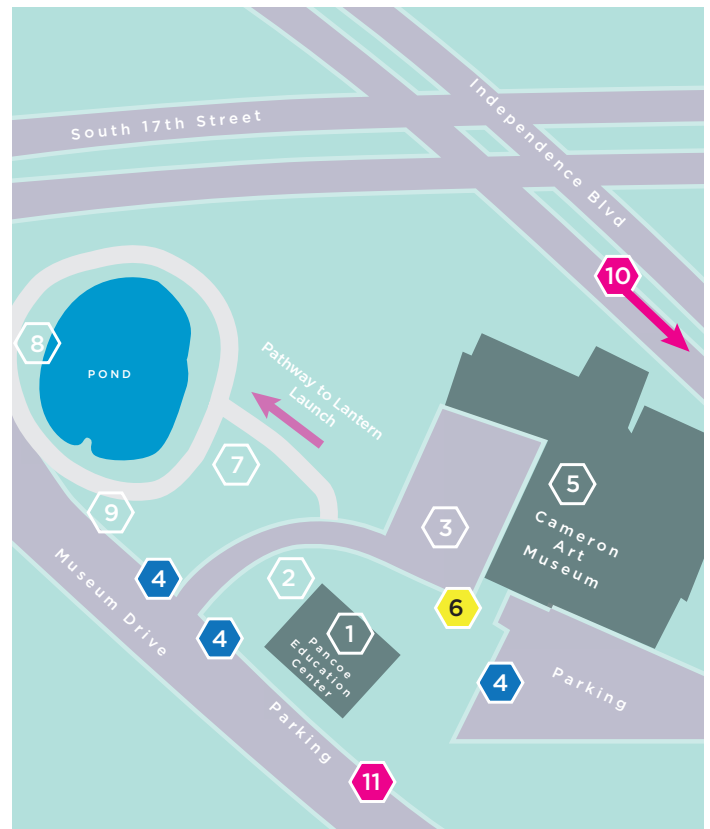 South 17th Street
Independence Blvd
10
8
POND
Pathway to Lantern
Launch
7
5
Cameron
Art
Museum
3
9
4
2
6
Museum Drive
4
1
Pancoe
Education
Center
4
Parking
Parking
11